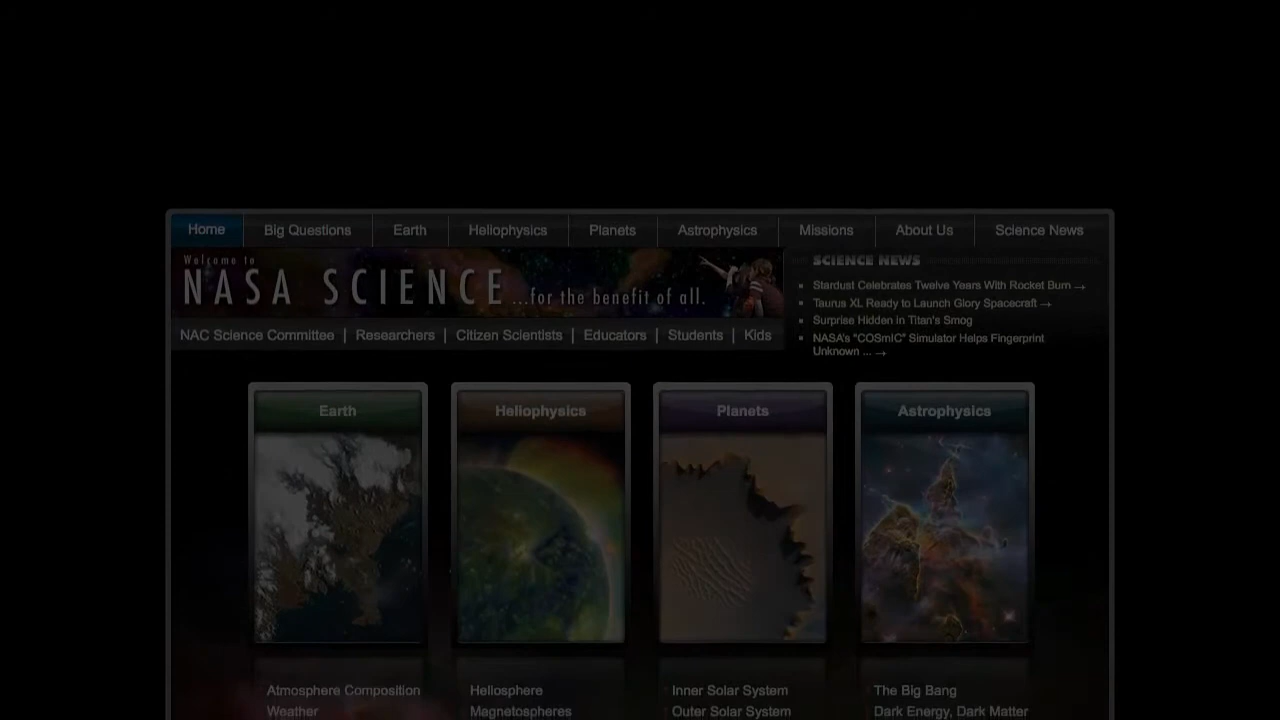 Home Big Questions Earth Heliophysics Planets Astrophysics Missions About Us Science News
Welcome to
NASA SCIENCE ...for the benefit of all.
NAC Science Committee | Researchers | Citizen Scientists | Educators | Students | Kids
SCIENCE NEWS
Stardust Celebrates Twelve Years With Rocket Burn →
Taurus XL Ready to Launch Glory Spacecraft →
Surprise Hidden in Titan's Smog
NASA's "COSmIC" Simulator Helps Fingerprint
Unknown ... →
Earth Heliophysics Planets Astrophysics
Atmosphere Composition Heliosphere Inner Solar System The Big Bang
Weather Magnetospheres Outer Solar System Dark Energy, Dark Matter